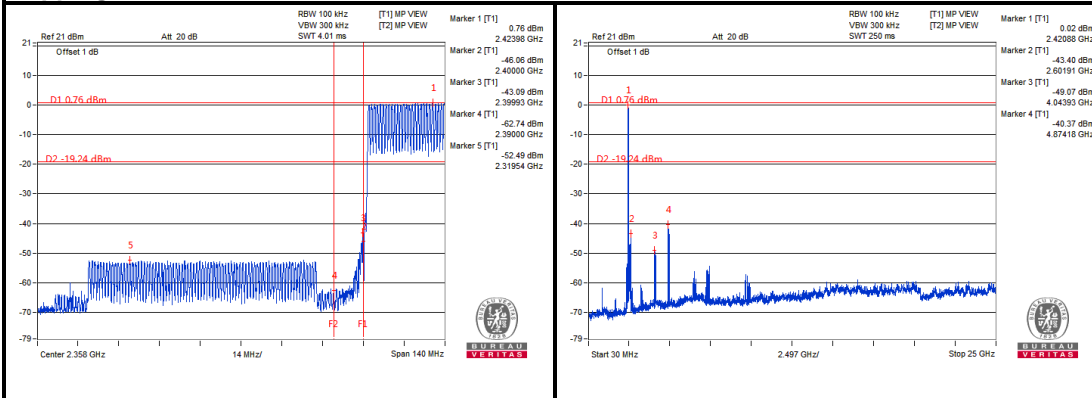 RBW 100 kHz [T1] MP VIEW
VBW 300 kHz [T2] MP VIEW
Ref 21 dBm Att 20 dB SWT 4.01 ms
Marker 1 [T1]
0.76 dBm
2.42398 GHz
Marker 2 [T1]
-46.06 dBm
2.40000 GHz
Marker 3 [T1]
-43.09 dBm
2.39993 GHz
Marker 4 [T1]
-62.74 dBm
2.39000 GHz
Marker 5 [T1]
-52.49 dBm
2.31954 GHz
21
Offset 1 dB
10
1
D1 0.76 dBm
0
-10
D2 -19.24 dBm
-20
-30
-40
3
5
-50
4
-60
-70
F2 F1
-79
Center 2.358 GHz 14 MHz/ Span 140 MHz
BUREAU VERITAS
1828
BUREAU
VERITAS
RBW 100 kHz [T1] MP VIEW
VBW 300 kHz [T2] MP VIEW
Ref 21 dBm Att 20 dB SWT 250 ms
Marker 1 [T1]
0.02 dBm
2.42088 GHz
Marker 2 [T1]
-43.40 dBm
2.60191 GHz
Marker 3 [T1]
-49.07 dBm
4.04393 GHz
Marker 4 [T1]
-40.37 dBm
4.87418 GHz
21
Offset 1 dB
10
1
D1 0.76 dBm
0
-10
D2 -19.24 dBm
-20
-30
4
-40
2
3
-50
-60
-70
-79
Start 30 MHz 2.497 GHz/ Stop 25 GHz
BUREAU VERITAS
1828
BUREAU
VERITAS